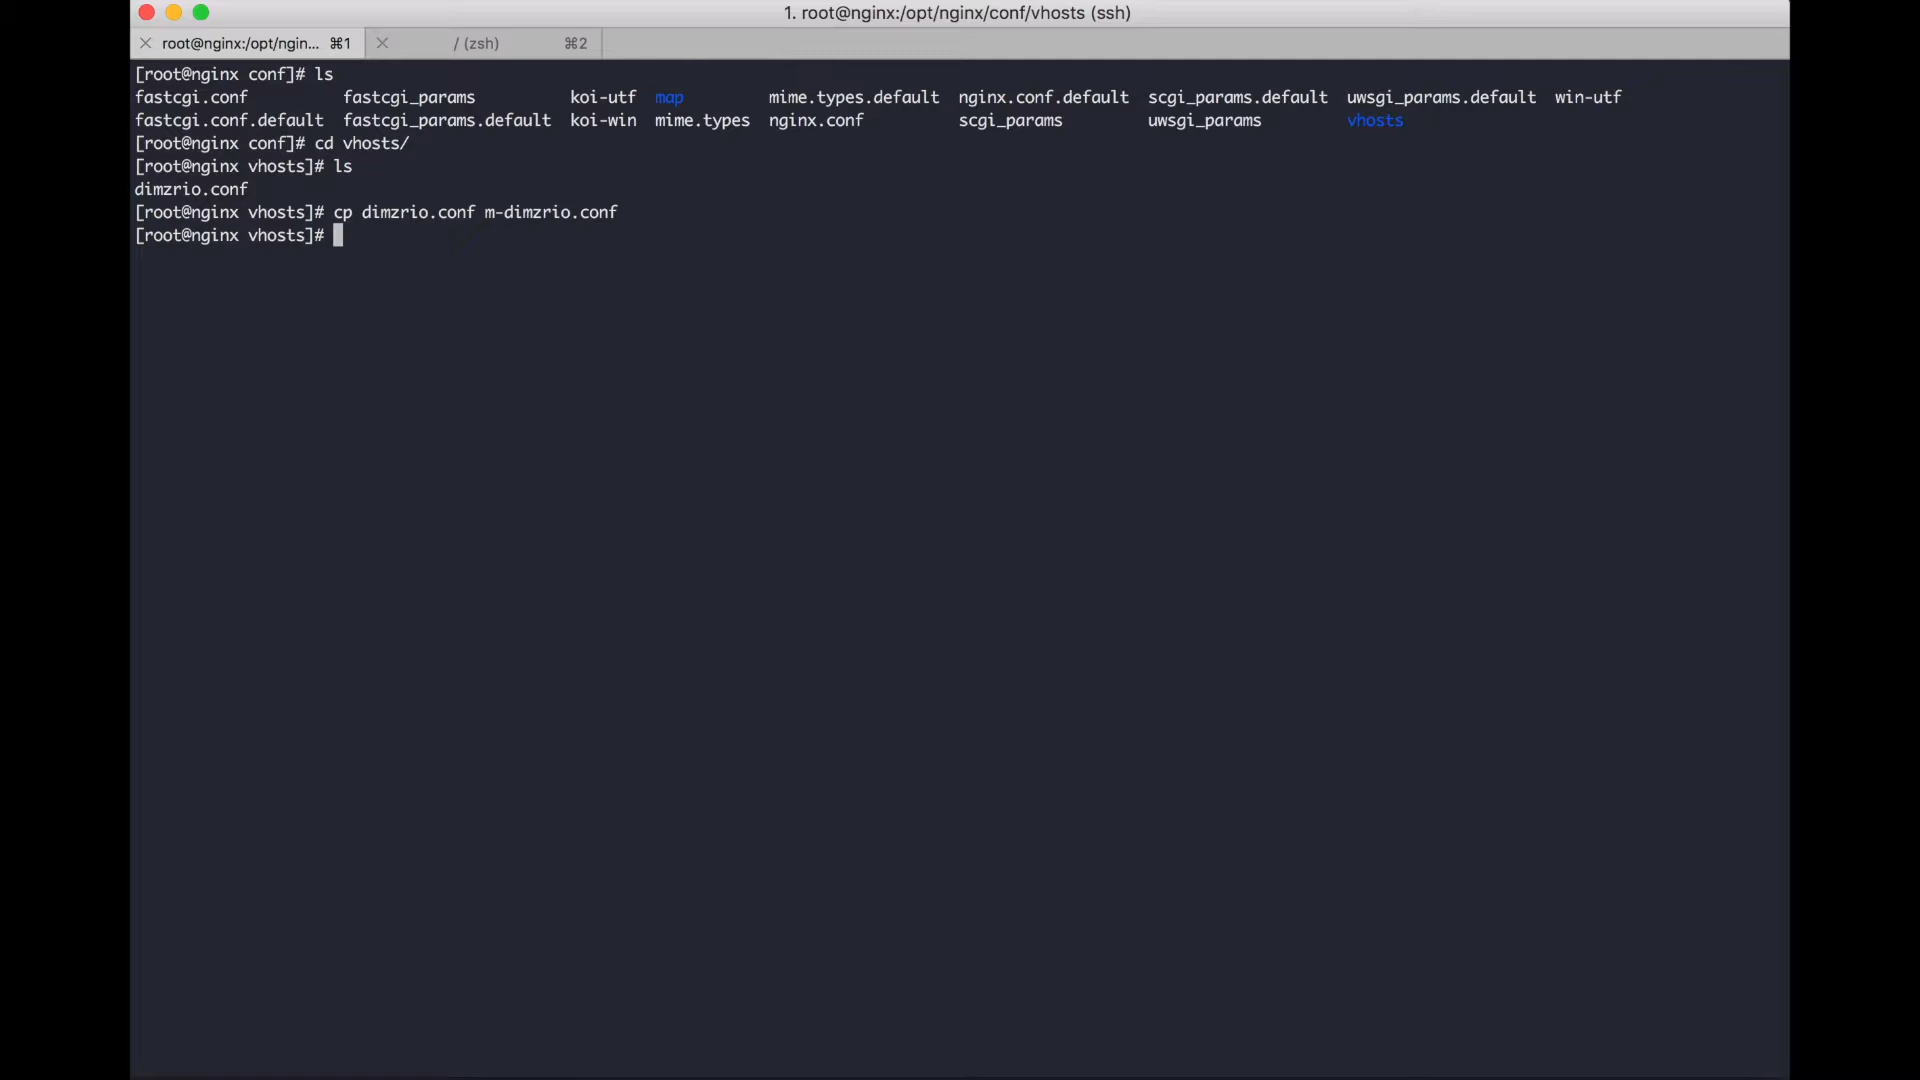 1. root@nginx:/opt/nginx/conf/vhosts (ssh)
root@nginx:/opt/ngin... ⌘1 / (zsh) ⌘2
[root@nginx conf]# ls
fastcgi.conf fastcgi_params koi-utf map mime.types.default nginx.conf.default scgi_params.default uwsgi_params.default win-utf
fastcgi.conf.default fastcgi_params.default koi-win mime.types nginx.conf scgi_params uwsgi_params vhosts
[root@nginx conf]# cd vhosts/
[root@nginx vhosts]# ls
dimzrio.conf
[root@nginx vhosts]# cp dimzrio.conf m-dimzrio.conf
[root@nginx vhosts]#